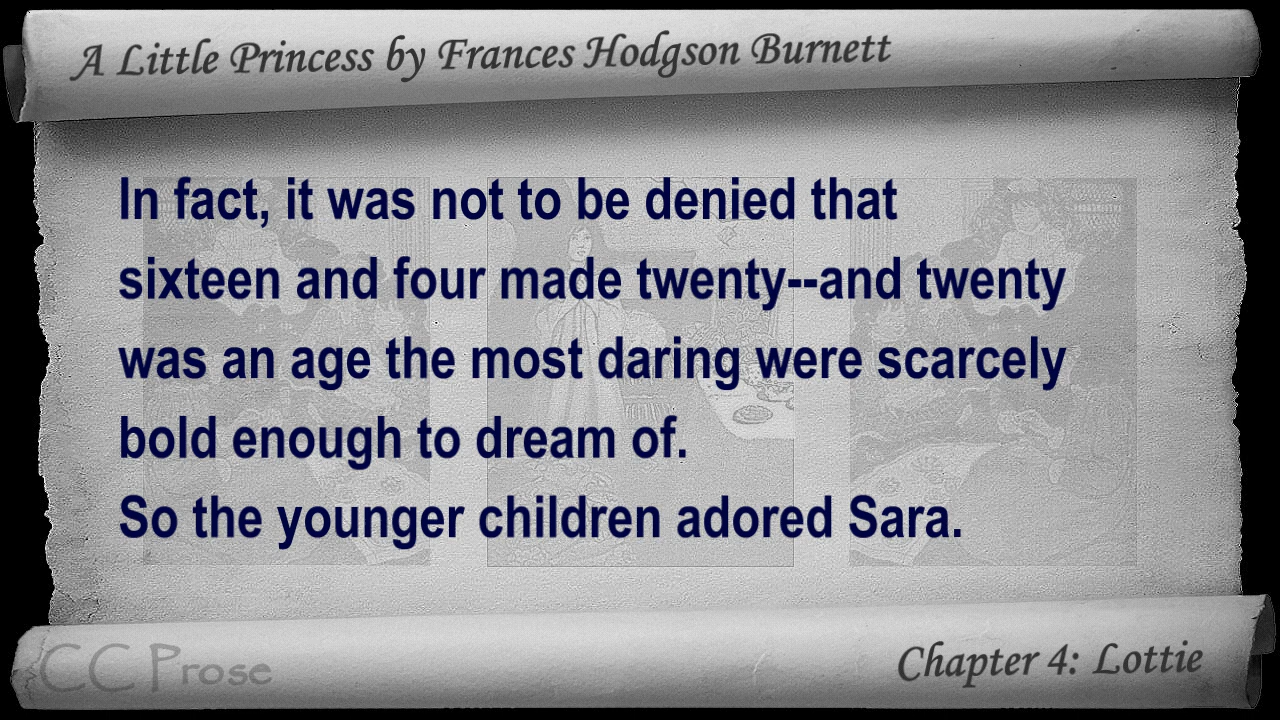 A Little Princess by Frances Hodgson Burnett
In fact, it was not to be denied that
sixteen and four made twenty--and twenty
was an age the most daring were scarcely
bold enough to dream of.
So the younger children adored Sara.
CC Prose
Chapter 4: Lottie